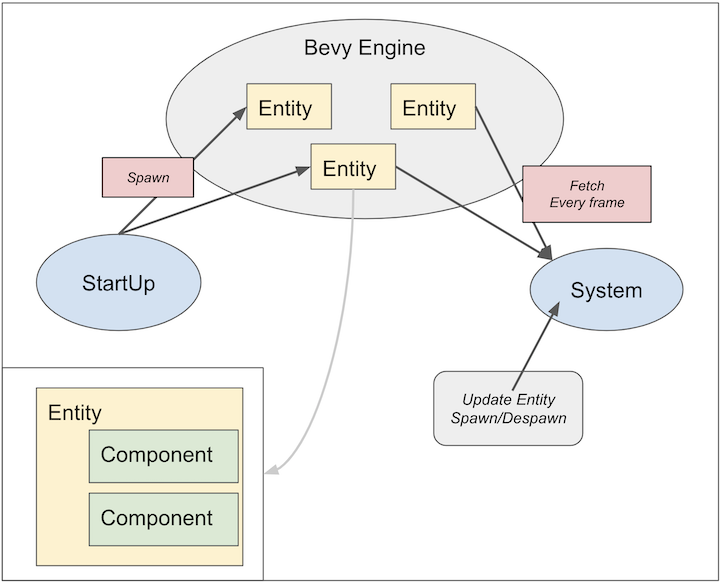 Bevy Engine
Entity
Entity
Entity
Spawn
Fetch
Every frame
StartUp
System
Update Entity
Spawn/Despawn
Entity
Component
Component